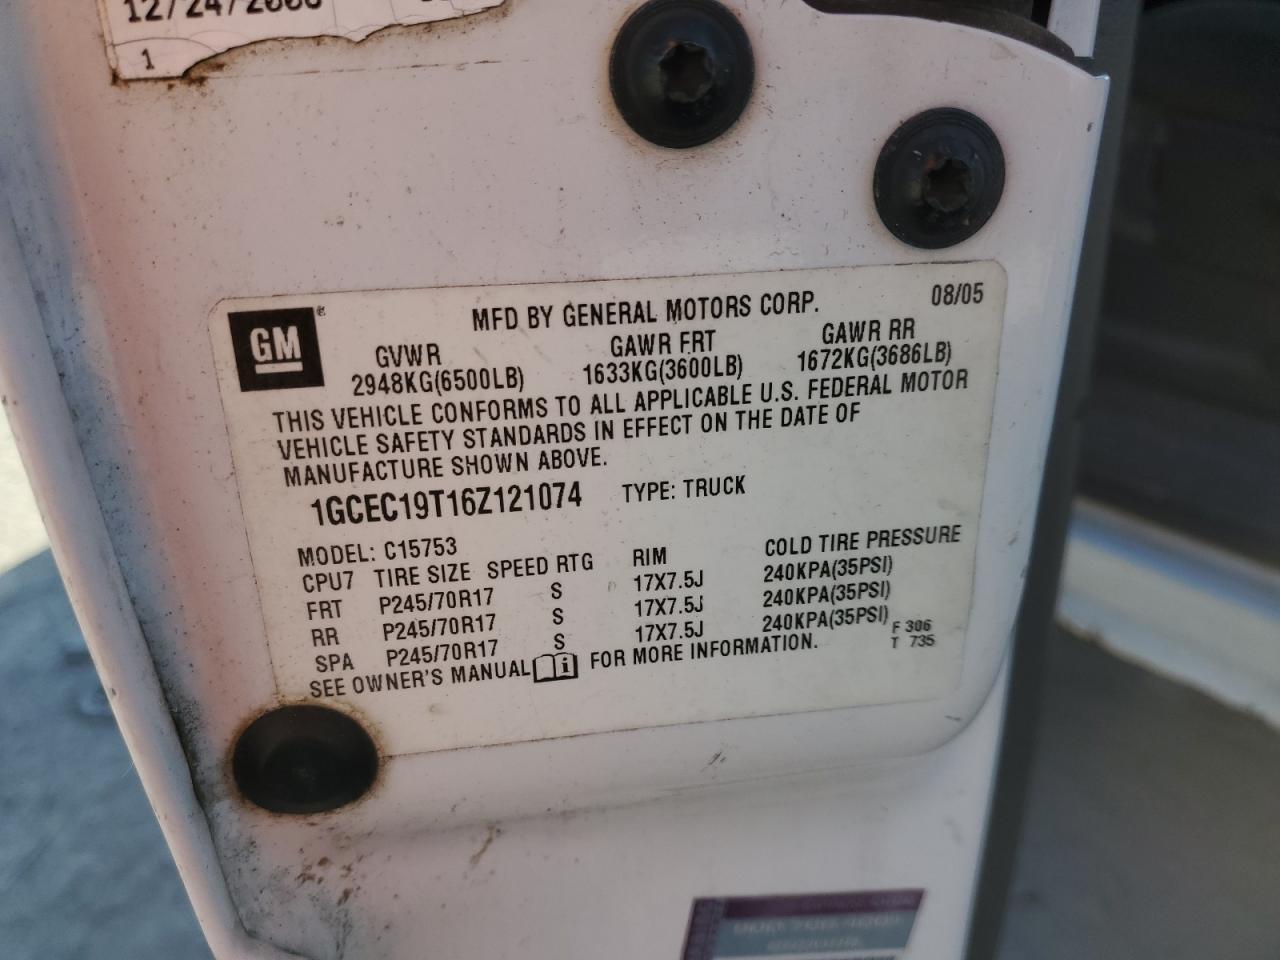 12/24/2006
1
GM
MFD BY GENERAL MOTORS CORP. 08/05
GVWR GAWR FRT GAWR RR
2948KG(6500LB) 1633KG(3600LB) 1672KG(3686LB)
THIS VEHICLE CONFORMS TO ALL APPLICABLE U.S. FEDERAL MOTOR
VEHICLE SAFETY STANDARDS IN EFFECT ON THE DATE OF
MANUFACTURE SHOWN ABOVE.
1GCEC19T16Z121074 TYPE: TRUCK
MODEL: C15753
CPU7 TIRE SIZE SPEED RTG RIM COLD TIRE PRESSURE
FRT P245/70R17 S 17X7.5J 240KPA(35PSI)
RR P245/70R17 S 17X7.5J 240KPA(35PSI)
SPA P245/70R17 S 17X7.5J 240KPA(35PSI)
SEE OWNER'S MANUAL FOR MORE INFORMATION.
F 306
T 735